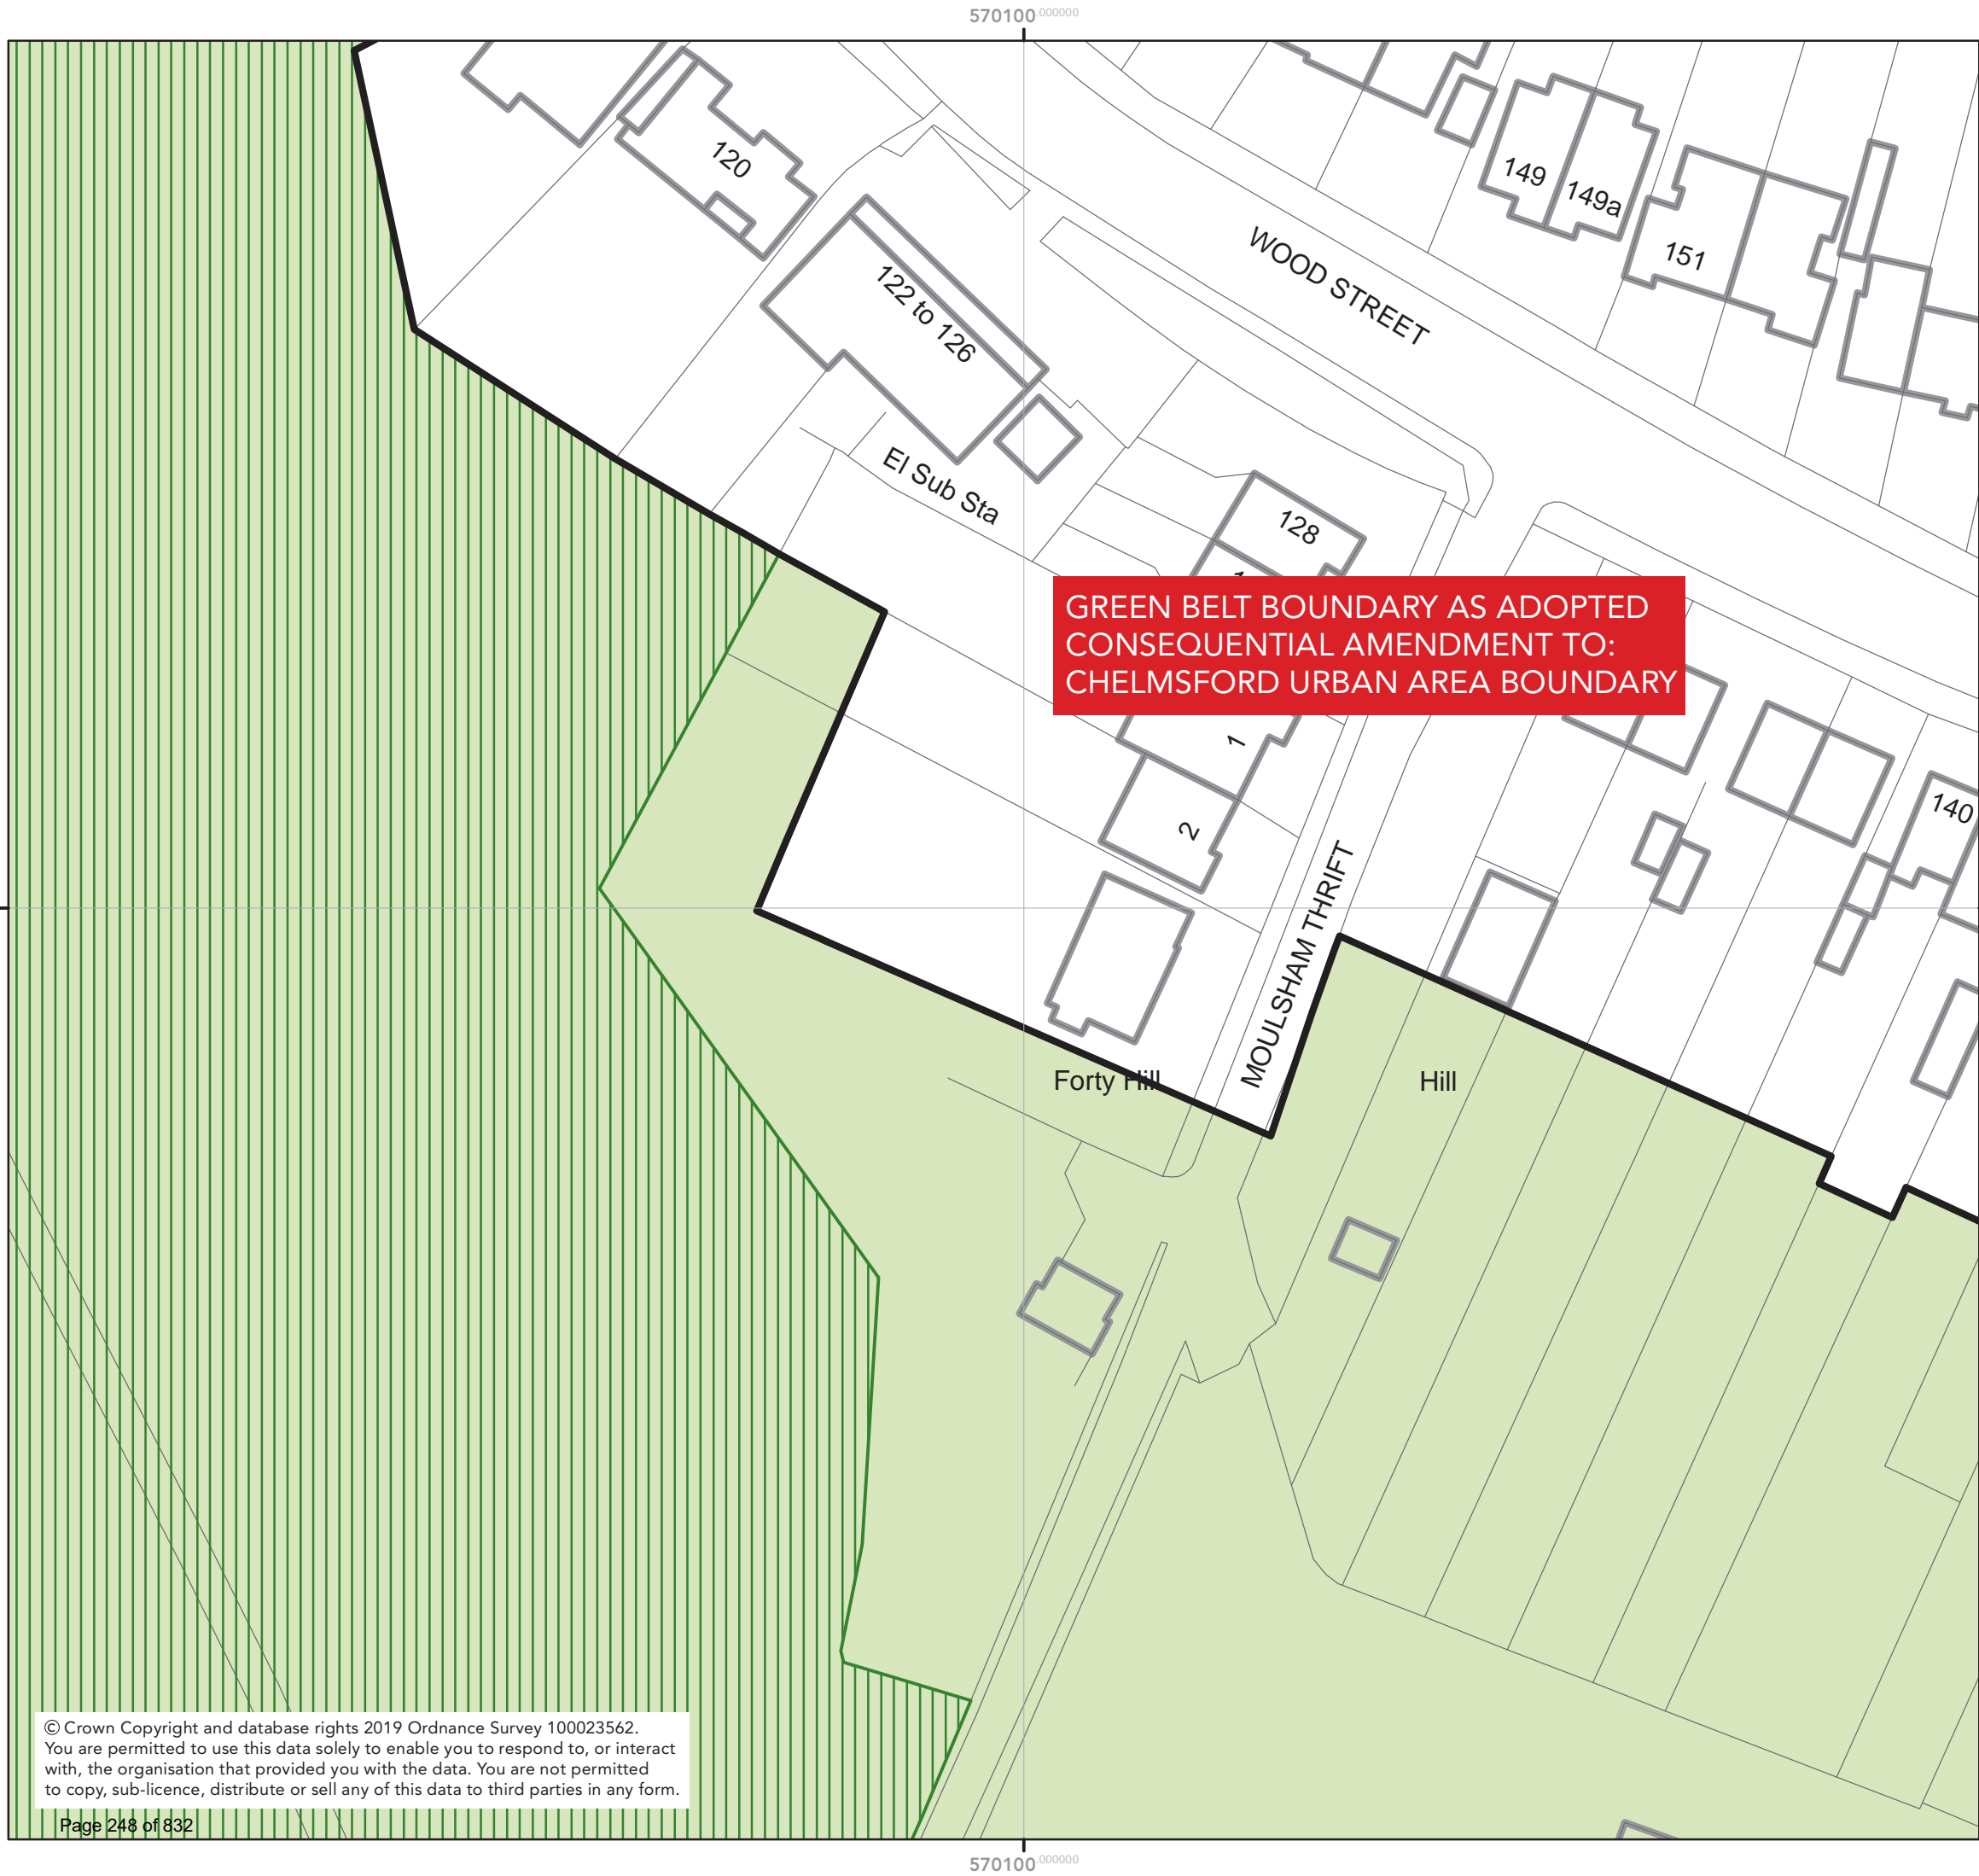 570100.000000
120
122 to 126
El Sub Sta
WOOD STREET
149
149a
151
128
GREEN BELT BOUNDARY AS ADOPTED
CONSEQUENTIAL AMENDMENT TO:
CHELMSFORD URBAN AREA BOUNDARY
1
2
140
MOULSHAM THRIFT
Forty Hill
Hill
© Crown Copyright and database rights 2019 Ordnance Survey 100023562.
You are permitted to use this data solely to enable you to respond to, or interact
with, the organisation that provided you with the data. You are not permitted
to copy, sub-licence, distribute or sell any of this data to third parties in any form.
Page 248 of 832
570100.000000